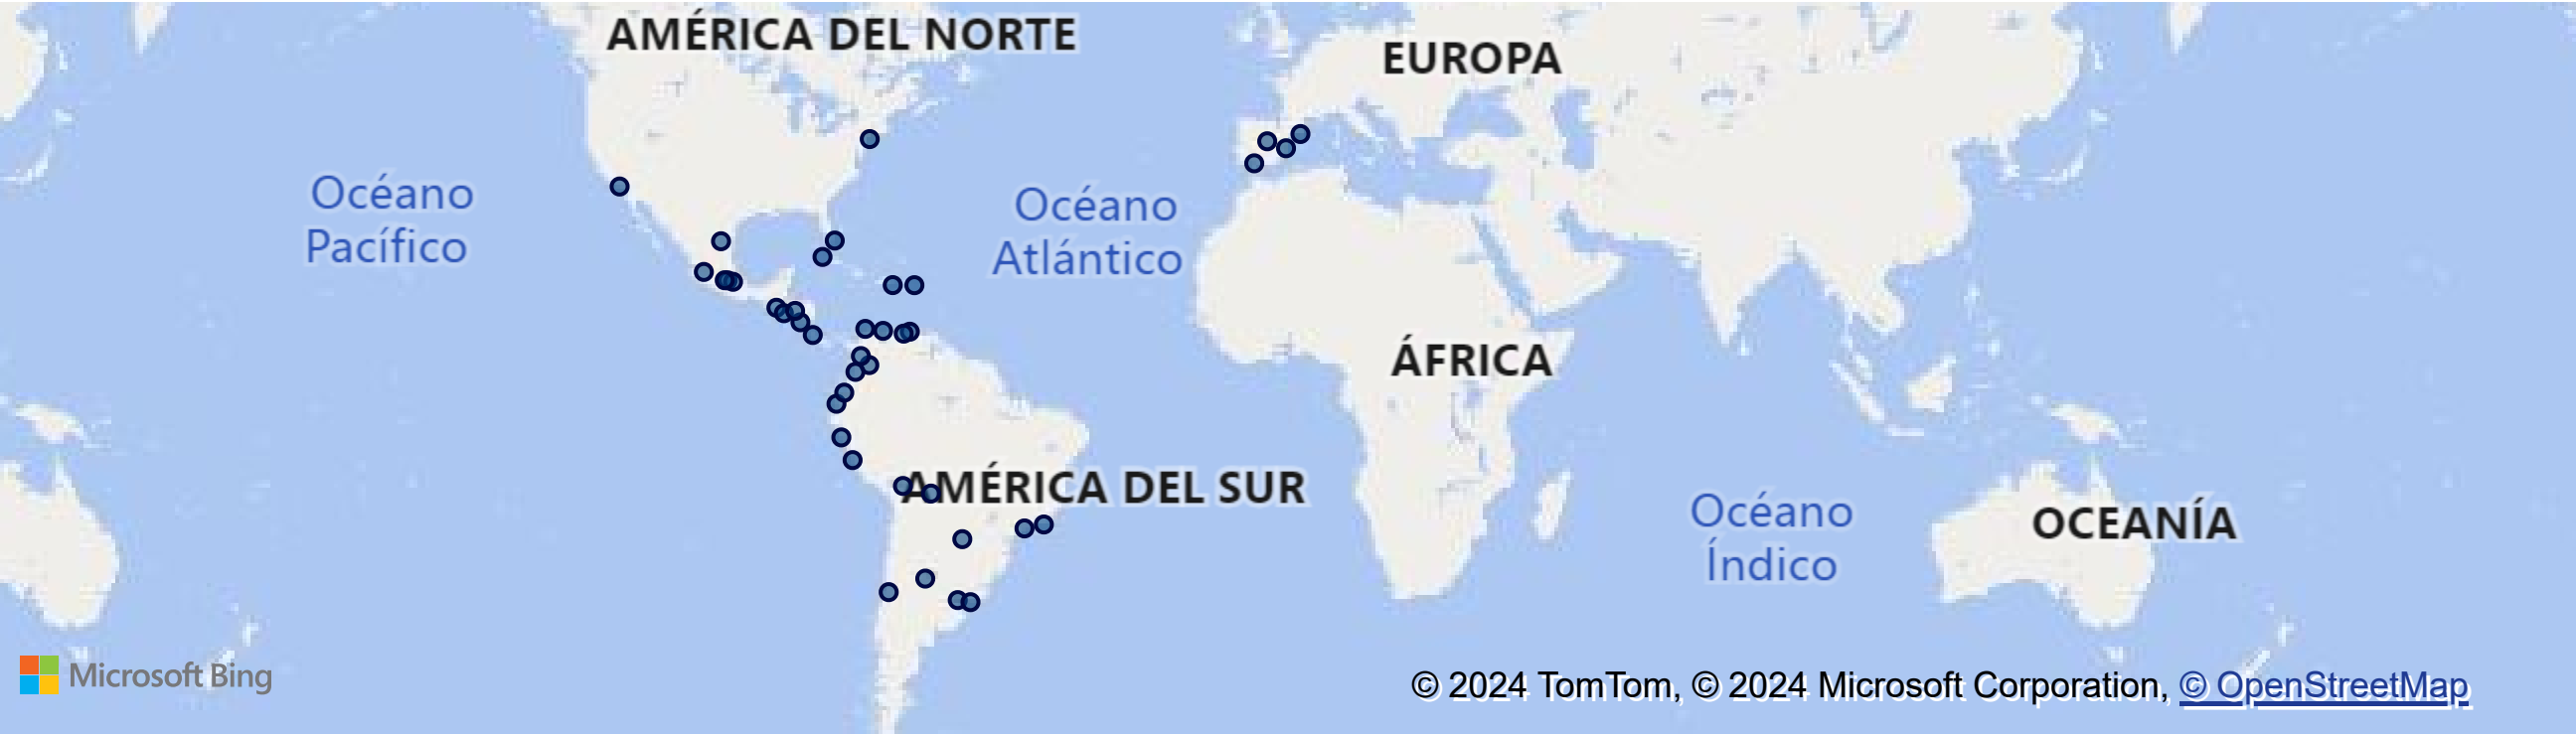 AMÉRICA DEL NORTE
EUROPA
Océano
Pacífico
Océano
Atlántico
ÁFRICA
AMÉRICA DEL SUR
Océano
Índico
OCEANÍA
Microsoft Bing
© 2024 TomTom, © 2024 Microsoft Corporation, © OpenStreetMap